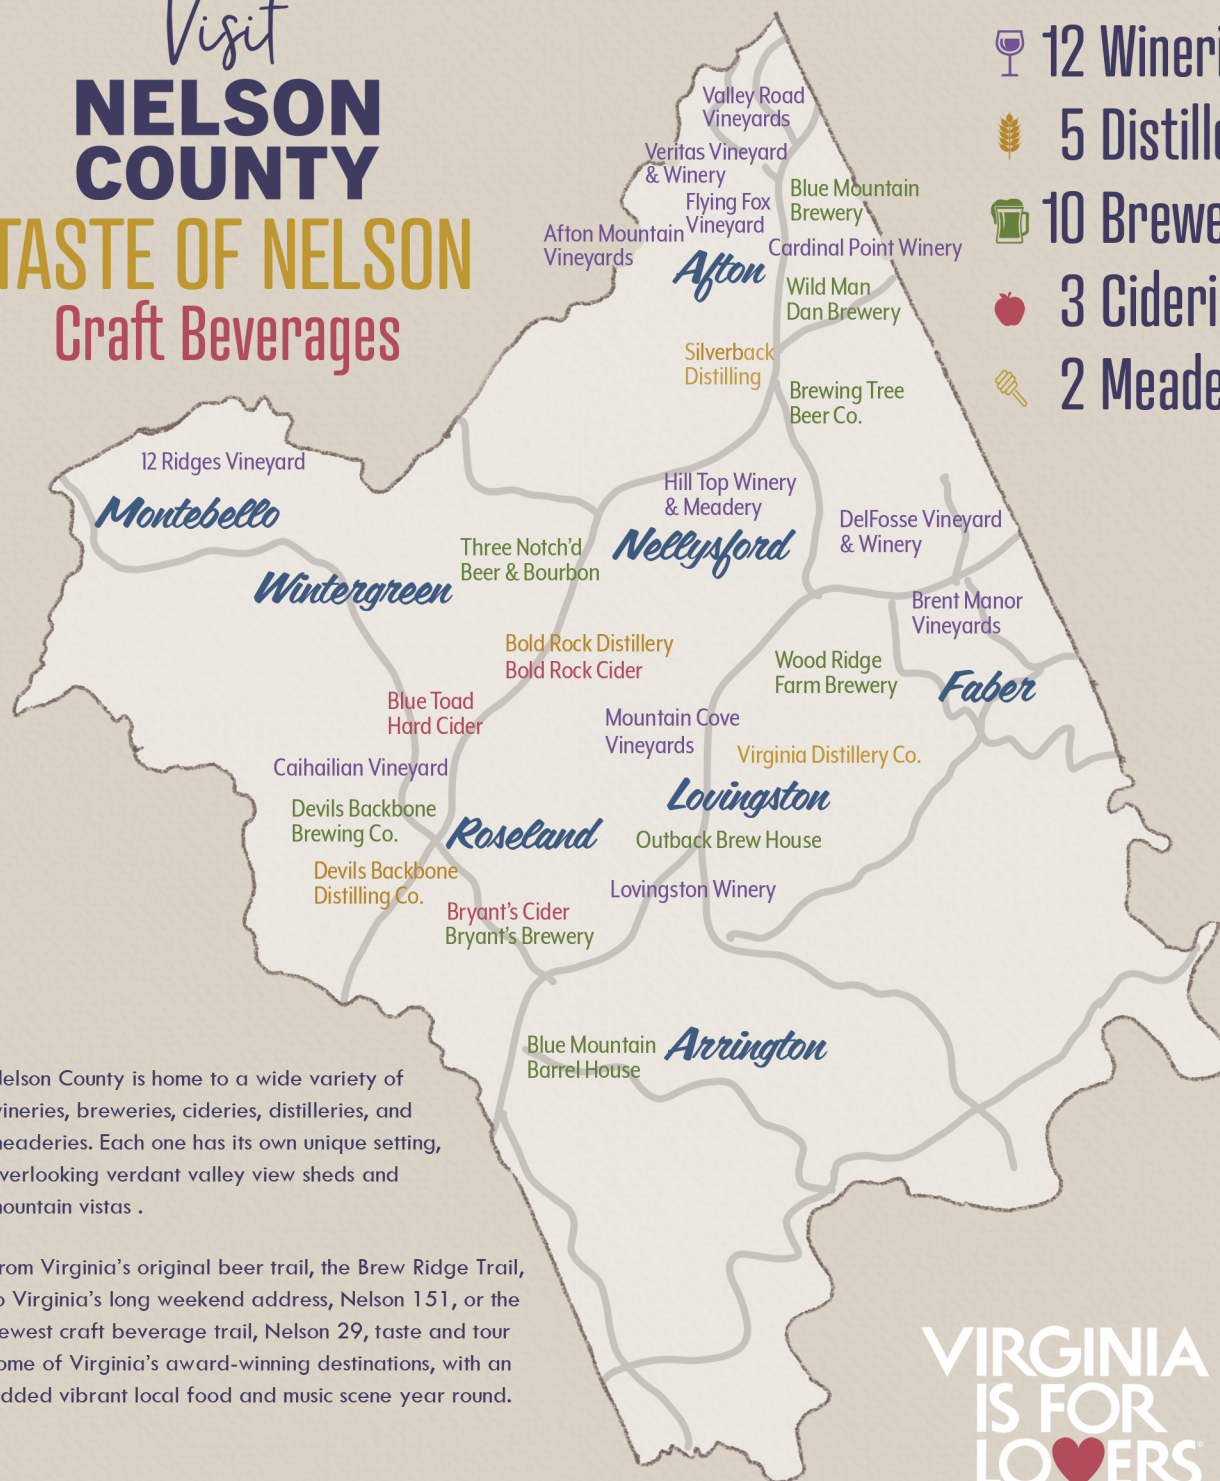 Visit
NELSON
COUNTY
TASTE OF NELSON
Craft Beverages
12 Wineri
5 Distille
10 Brewe
3 Cideri
2 Meade
Valley Road
Vineyards
Veritas Vineyard
& Winery
Flying Fox
Vineyard
Blue Mountain
Brewery
Afton Mountain
Vineyards
Cardinal Point Winery
Afton
Wild Man
Dan Brewery
Silverback
Distilling
Brewing Tree
Beer Co.
12 Ridges Vineyard
Montebello
Hill Top Winery
& Meadery
Nellysford
DelFosse Vineyard
& Winery
Three Notch'd
Beer & Bourbon
Wintergreen
Brent Manor
Vineyards
Bold Rock Distillery
Bold Rock Cider
Wood Ridge
Farm Brewery
Faber
Blue Toad
Hard Cider
Mountain Cove
Vineyards
Virginia Distillery Co.
Caihailian Vineyard
Lovingston
Devils Backbone
Brewing Co.
Roseland
Outback Brew House
Devils Backbone
Distilling Co.
Lovingston Winery
Bryant's Cider
Bryant's Brewery
Blue Mountain
Barrel House
Arrington
elson County is home to a wide variety of
ineries, breweries, cideries, distilleries, and
eaderies. Each one has its own unique setting,
verlooking verdant valley view sheds and
ountain vistas .
rom Virginia's original beer trail, the Brew Ridge Trail,
o Virginia's long weekend address, Nelson 151, or the
ewest craft beverage trail, Nelson 29, taste and tour
ome of Virginia's award-winning destinations, with an
dded vibrant local food and music scene year round.
VIRGINIA
IS FOR
LOVERS